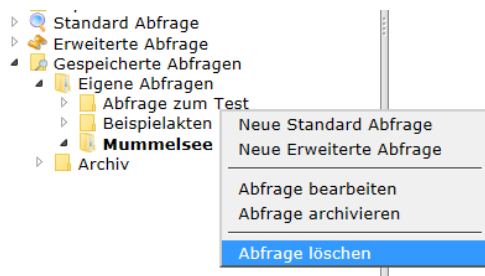 Standard Abfrage
Erweiterte Abfrage
Gespeicherte Abfragen
Eigene Abfragen
Abfrage zum Test
Beispielakten
Mummelsee
Archiv
Neue Standard Abfrage
Neue Erweiterte Abfrage
Abfrage bearbeiten
Abfrage archivieren
Abfrage löschen